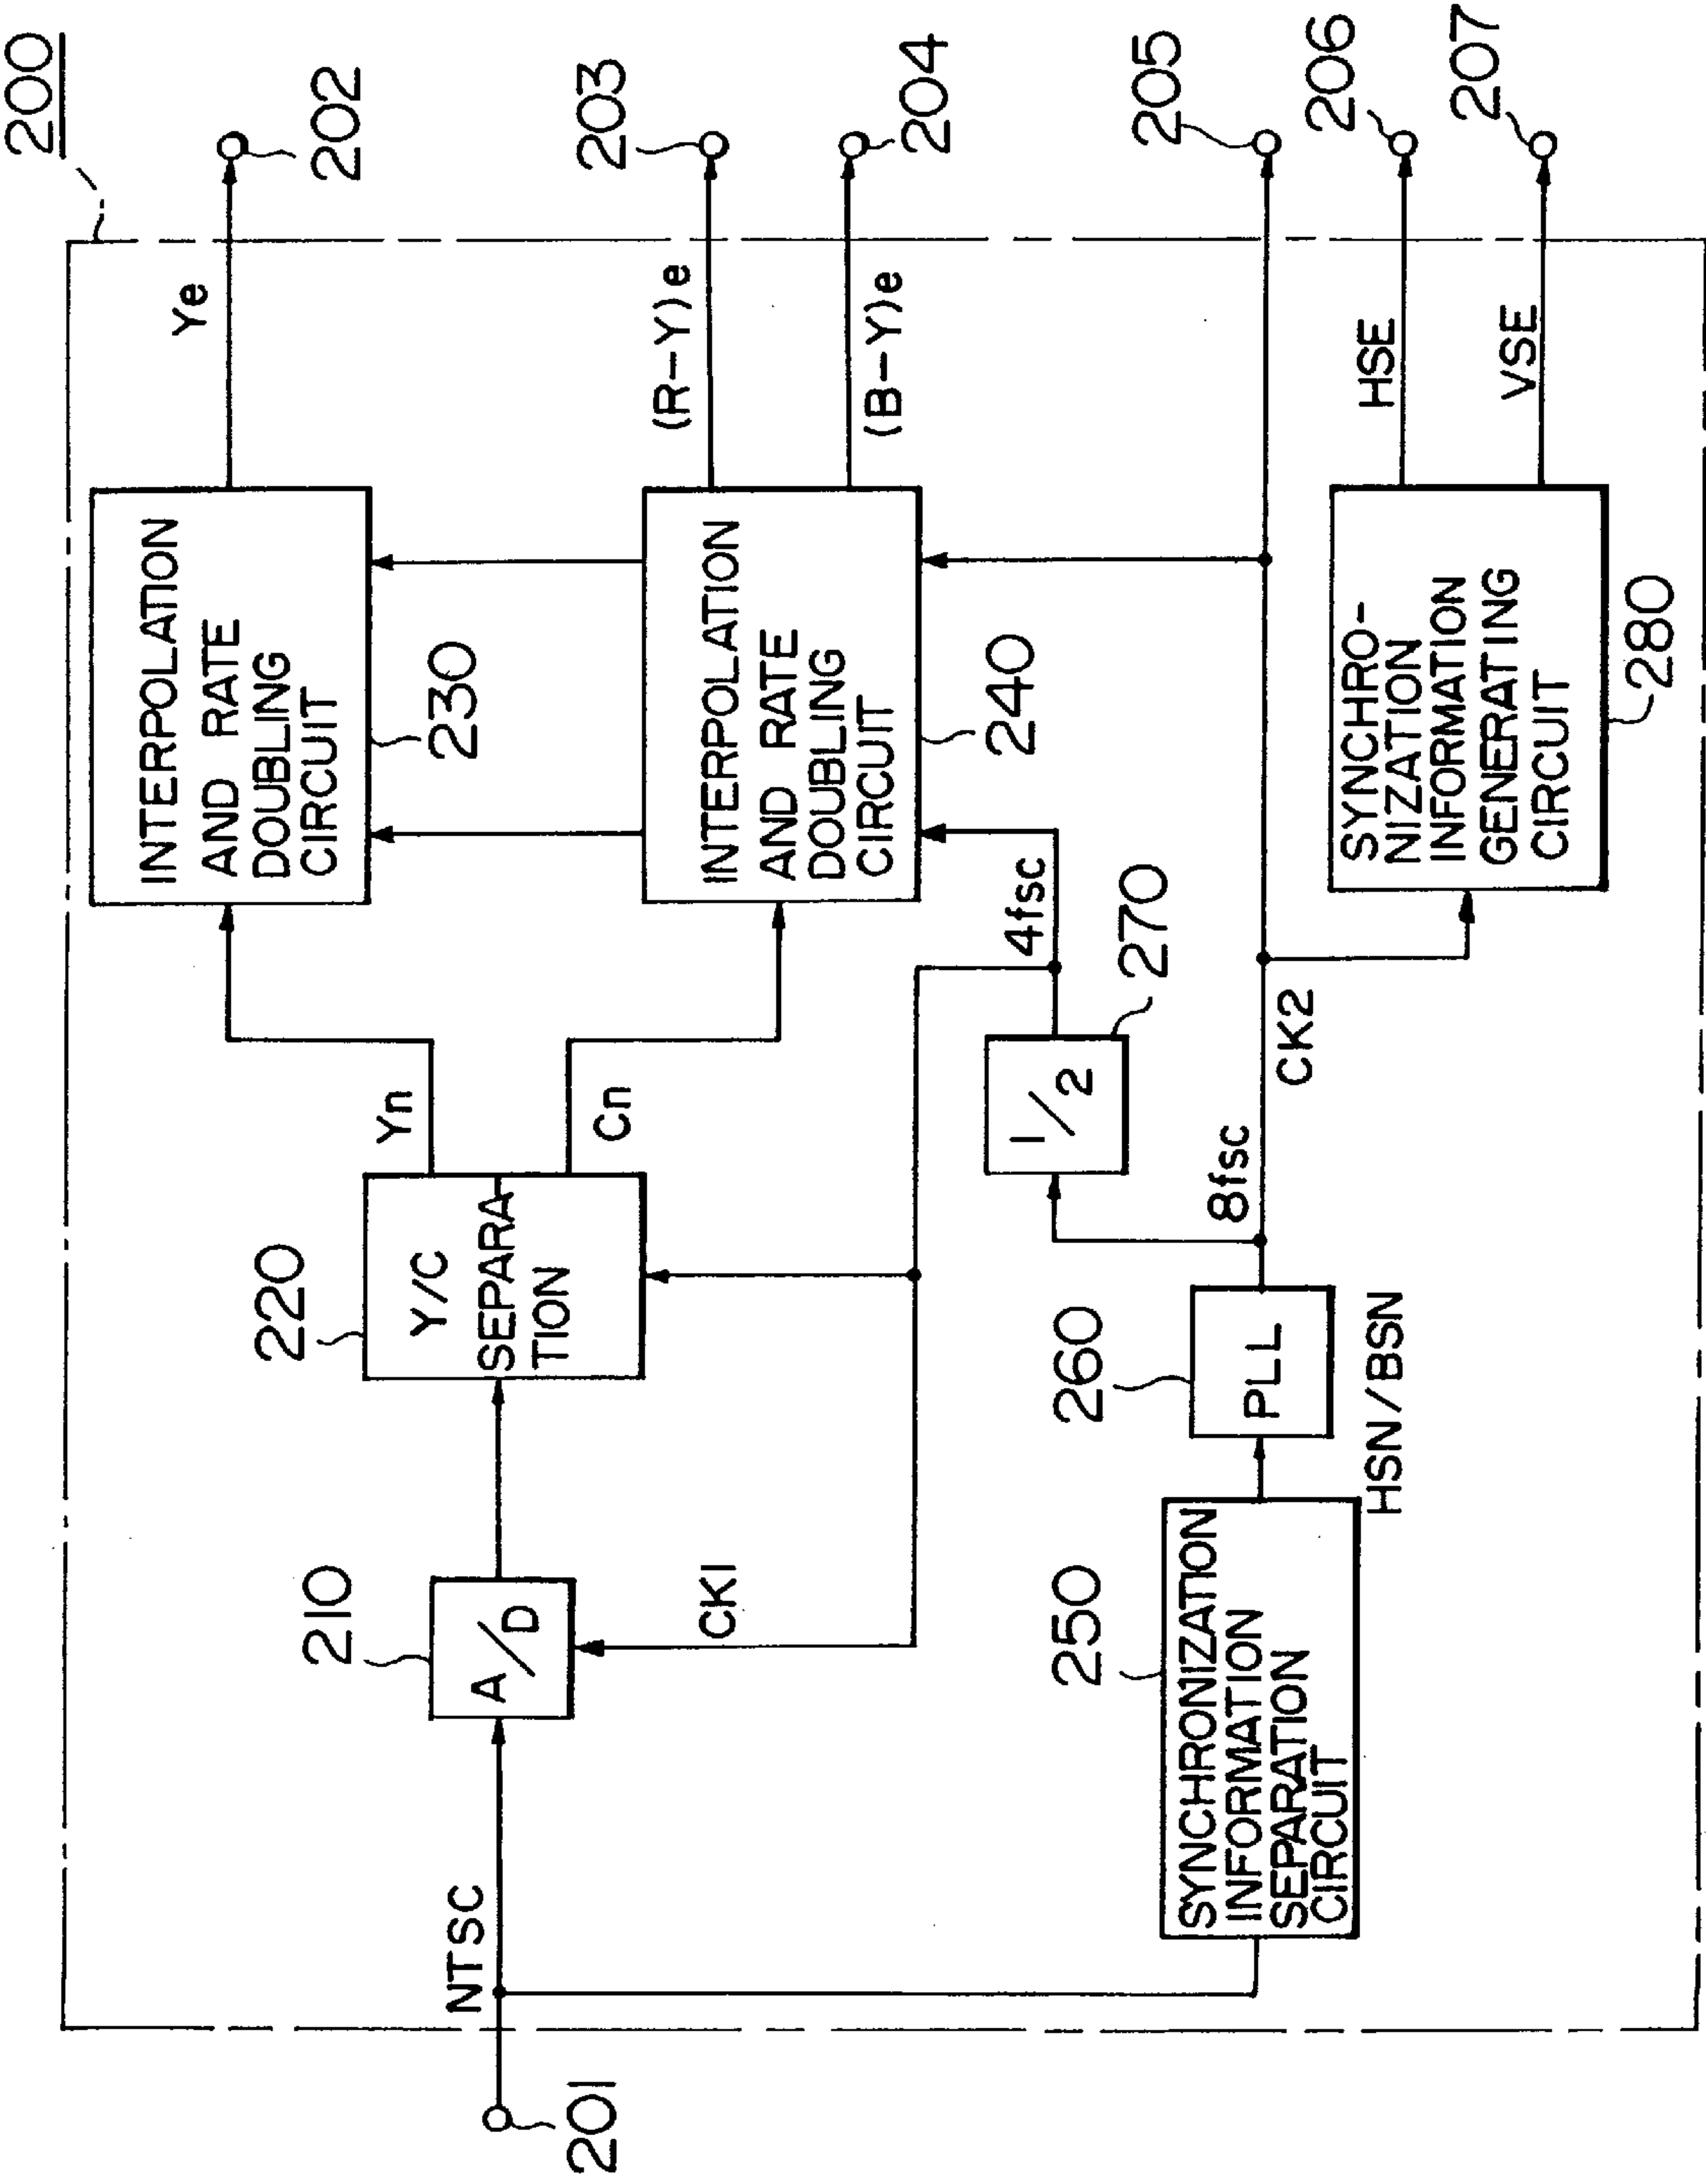 200
201
NTSC
210
A/D
CK1
220
Y/C
SEPARA-
TION
Yn
Cn
INTERPOLATION
AND RATE
DOUBLING
CIRCUIT
230
Ye
202
INTERPOLATION
AND RATE
DOUBLING
CIRCUIT
240
(R-Y)e
203
(B-Y)e
204
4fsc
1/2
270
250
SYNCHRONIZATION
INFORMATION
SEPARATION
CIRCUIT
HSN/BSN
260
PLL
8fsc
CK2
205
SYNCHRO-
NIZATION
INFORMATION
GENERATING
CIRCUIT
280
HSE
206
VSE
207